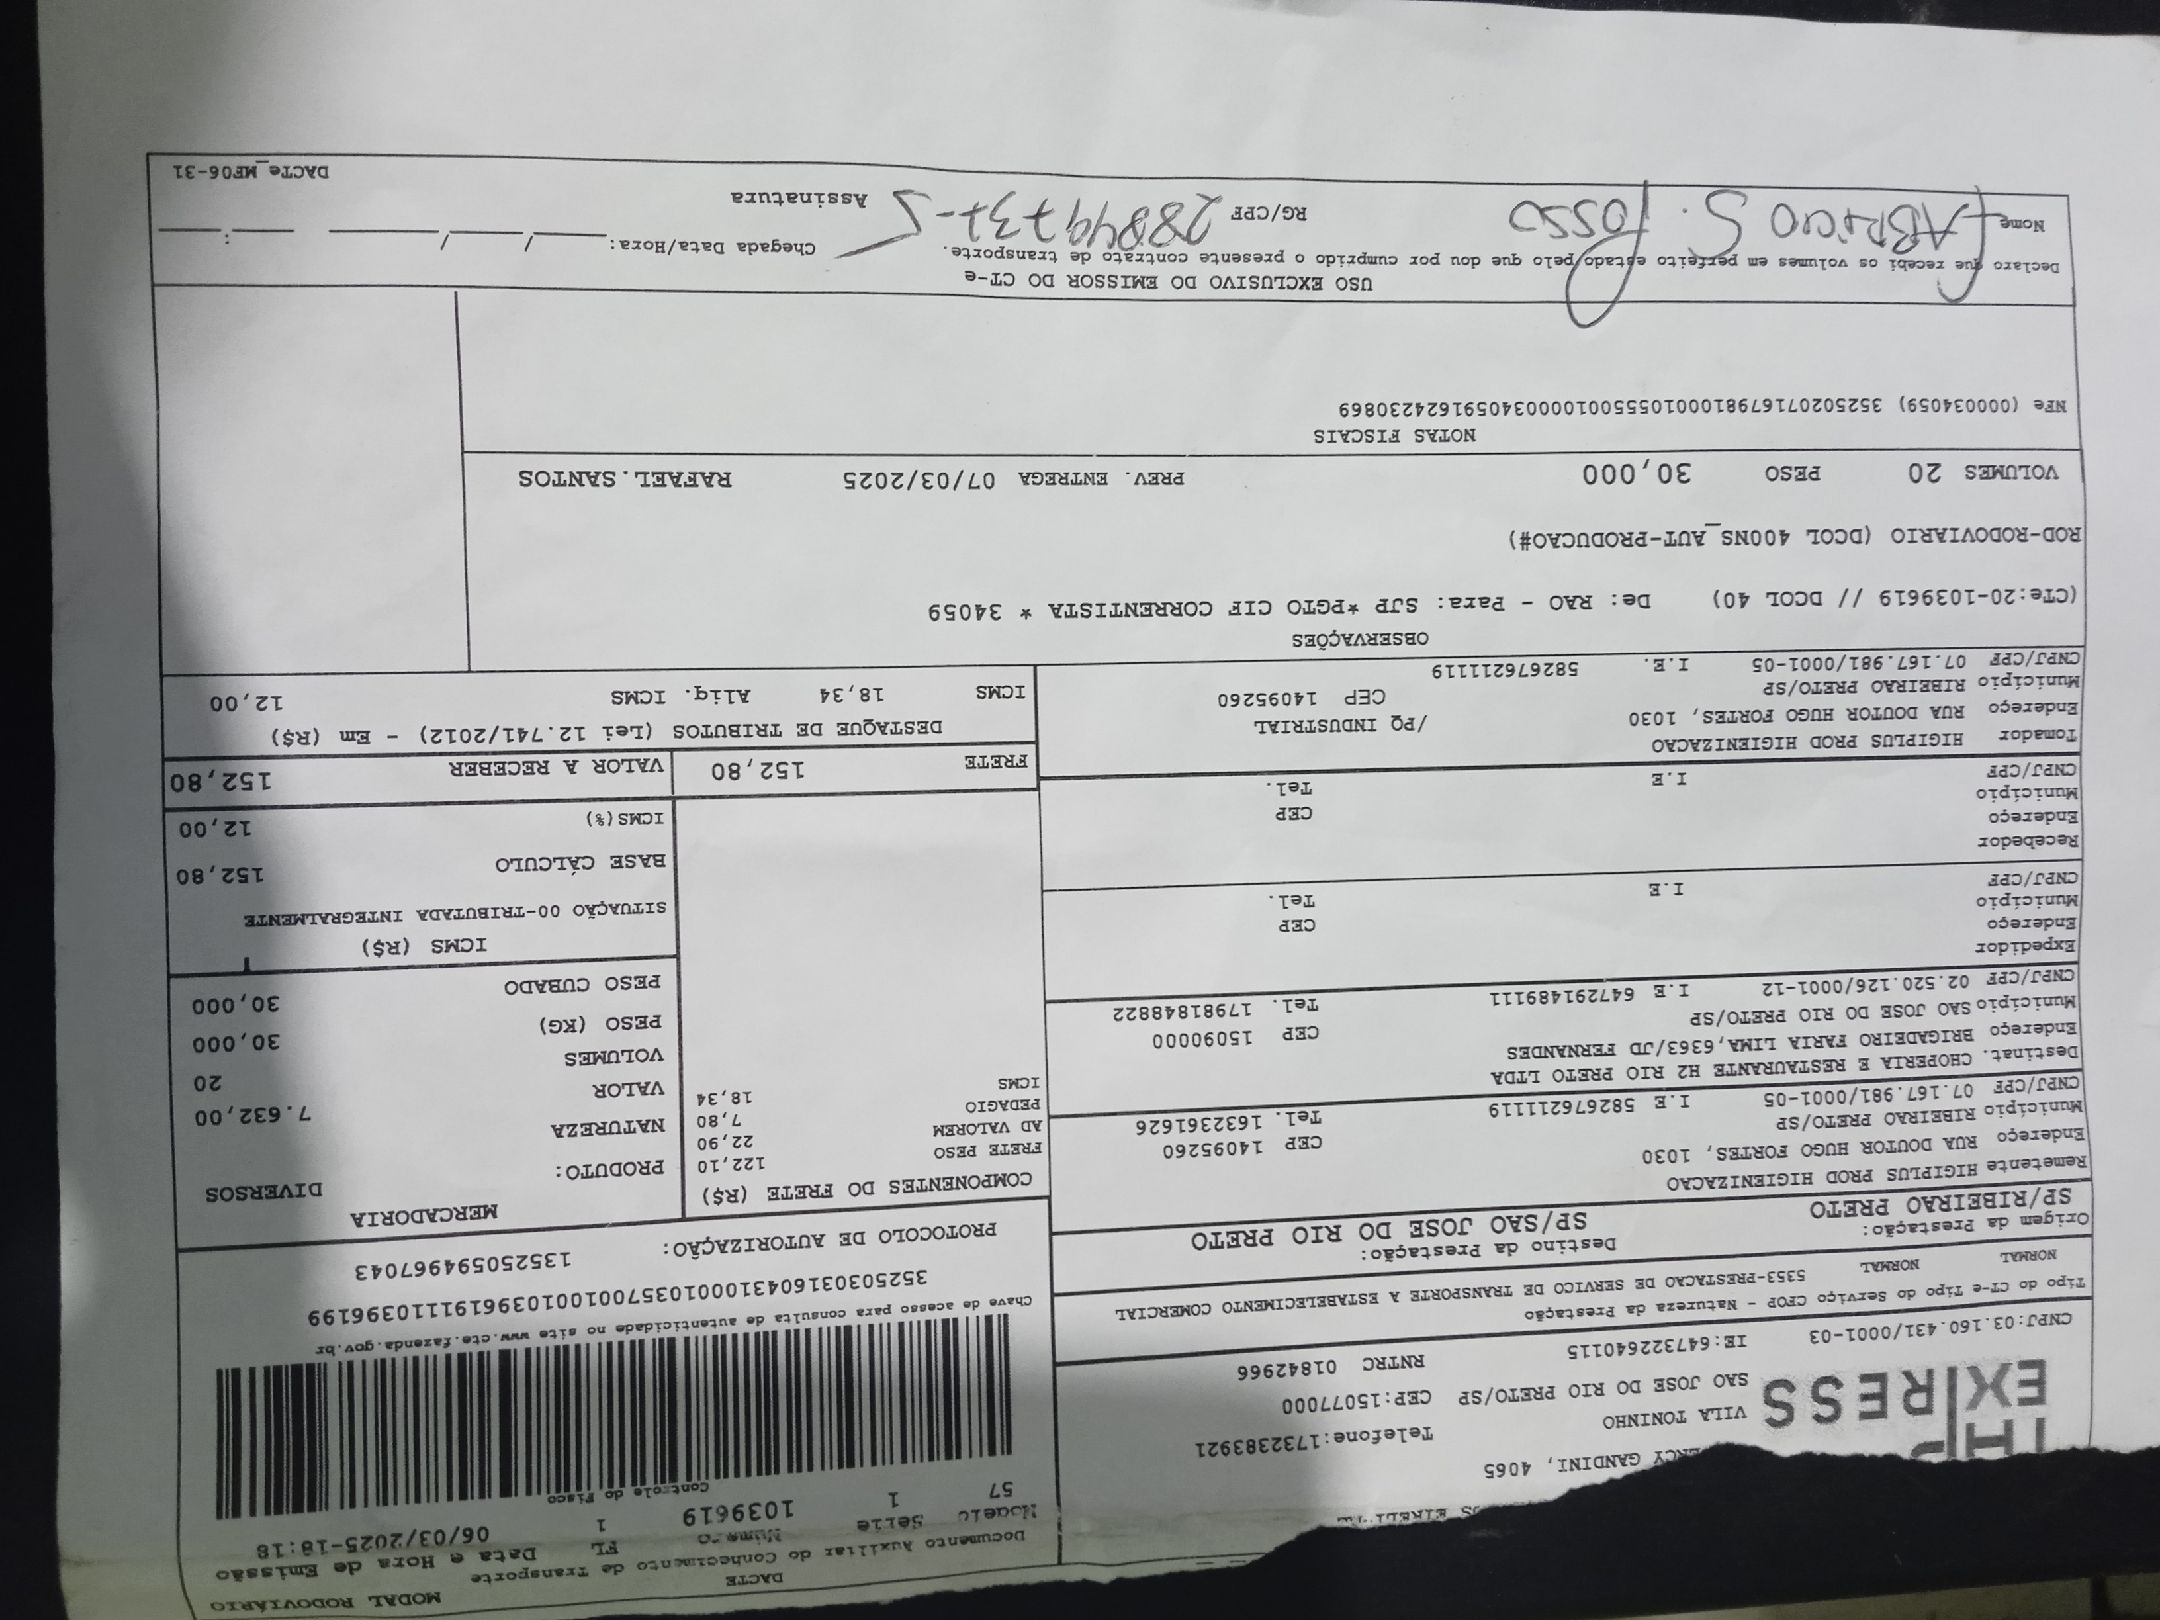 DACTE
MODAL RODOVIÁRIO
Documento Auxiliar do Conhecimento de Transporte
Modelo Serie Número FL Data e Hora de Emissão
57 1 1039619 1 06/03/2025-18:18
Controle do Fisco
GANDINI, 4065
VILA TONINHO Telefone:1732383921
SAO JOSE DO RIO PRETO/SP CEP:15077000
EXPRESS
CNPJ:03.160.431/0001-03 IE:647322640115 RNTRC 01842966
Chave de acesso para consulta de autenticidade no site www.cte.fazenda.gov.br
35250303160431000103570010010396191110396199
Tipo do CT-e Tipo do Serviço CFOP - Natureza da Prestação
NORMAL NORMAL 5353-PRESTACAO DE SERVICO DE TRANSPORTE A ESTABELECIMENTO COMERCIAL
PROTOCOLO DE AUTORIZAÇÃO: 135250594967043
Origem da Prestação: Destino da Prestação:
SP/RIBEIRAO PRETO SP/SAO JOSE DO RIO PRETO
Remetente HIGIPLUS PROD HIGIENIZACAO
Endereço RUA DOUTOR HUGO FORTES, 1030
Município RIBEIRAO PRETO/SP CEP 14095260
CNPJ/CPF 07.167.981/0001-05 I.E 582676211119 Tel. 1632361626
Destinat. CHOPERIA E RESTAURANTE H2 RIO PRETO LTDA
Endereço BRIGADEIRO FARIA LIMA,6363/JD FERNANDES
Município SAO JOSE DO RIO PRETO/SP CEP 15090000
CNPJ/CPF 02.520.126/0001-12 I.E 647291489111 Tel. 17981848822
Expedidor
Endereço
Município CEP
CNPJ/CPF I.E Tel.
Recebedor
Endereço
Município CEP
CNPJ/CPF I.E Tel.
Tomador HIGIPLUS PROD HIGIENIZACAO
Endereço RUA DOUTOR HUGO FORTES, 1030 /PQ INDUSTRIAL
Município RIBEIRAO PRETO/SP CEP 14095260
CNPJ/CPF 07.167.981/0001-05 I.E. 582676211119
COMPONENTES DO FRETE (R$)
FRETE PESO 122,10
AD VALOREM 22,90
PEDAGIO 7,80
ICMS 18,34
MERCADORIA
PRODUTO: DIVERSOS
NATUREZA
VALOR 7.632,00
VOLUMES 20
PESO (KG) 30,000
PESO CUBADO 30,000
ICMS (R$)
SITUAÇÃO 00-TRIBUTADA INTEGRALMENTE
BASE CÁLCULO 152,80
ICMS(%) 12,00
FRETE 152,80 VALOR A RECEBER 152,80
DESTAQUE DE TRIBUTOS (Lei 12.741/2012) - Em (R$)
ICMS 18,34 Aliq. ICMS 12,00
OBSERVAÇÕES
(CTe:20-1039619 // DCOL 40) De: RAO - Para: SJP *PGTO CIF CORRENTISTA * 34059
ROD-RODOVIARIO (DCOL 400NS_AUT-PRODUCAO#)
VOLUMES 20 PESO 30,000 PREV. ENTREGA 07/03/2025 RAFAEL.SANTOS
NOTAS FISCAIS
NFe (000034059) 35250207167981000105550010000340591624230869
USO EXCLUSIVO DO EMISSOR DO CT-e
Declaro que recebi os volumes em perfeito estado pelo que dou por cumprido o presente contrato de transporte.
Chegada Data/Hora: __/__/__ __:__
Nome FABRICIO S. RG/CPF 28849737-5 Assinatura
DACTe_MF06-31